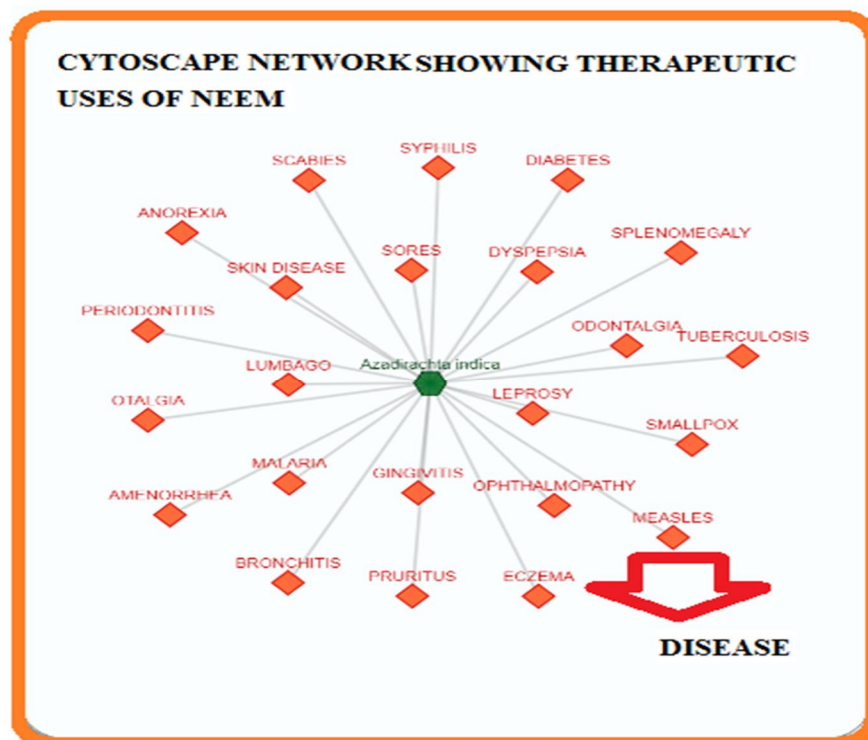 CYTOSCAPE NETWORK SHOWING THERAPEUTIC
USES OF NEEM
SYPHILIS
SCABIES
DIABETES
ANOREXIA
SPLENOMEGALY
SORES
DYSPEPSIA
SKIN DISEASE
PERIODONTITIS
ODONTALGIA
TUBERCULOSIS
Azadirachta indica
LUMBAGO
LEPROSY
OTALGIA
SMALLPOX
MALARIA
GINGIVITIS
OPHTHALMOPATHY
AMENORRHEA
MEASLES
BRONCHITIS
PRURITUS
ECZEMA
DISEASE